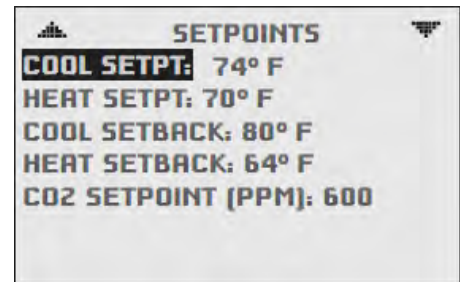 SETPOINTS
COOL SETPT: 74° F
HEAT SETPT: 70° F
COOL SETBACK: 80° F
HEAT SETBACK: 64° F
CO2 SETPOINT (PPM): 600